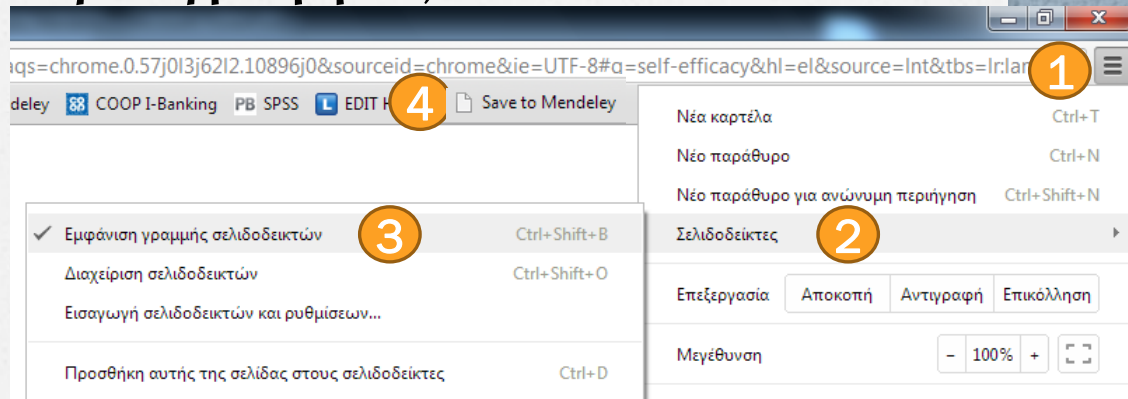 aqs=chrome.0.57j0l3j62l2.10896j0&sourceid=chrome&ie=UTF-8#q=self-efficacy&hl=el&source=lnt&tbs=lr:lan
1
deley COOP I-Banking PB SPSS L EDIT H 4 Save to Mendeley
Νέα καρτέλα Ctrl+T
Νέο παράθυρο Ctrl+N
Νέο παράθυρο για ανώνυμη περιήγηση Ctrl+Shift+N
Σελιδοδείκτες 2
Επεξεργασία Αποκοπή Αντιγραφή Επικόλληση
Μεγέθυνση - 100% +
Εμφάνιση γραμμής σελιδοδεικτών 3 Ctrl+Shift+B
Διαχείριση σελιδοδεικτών Ctrl+Shift+O
Εισαγωγή σελιδοδεικτών και ρυθμίσεων...
Προσθήκη αυτής της σελίδας στους σελιδοδείκτες Ctrl+D